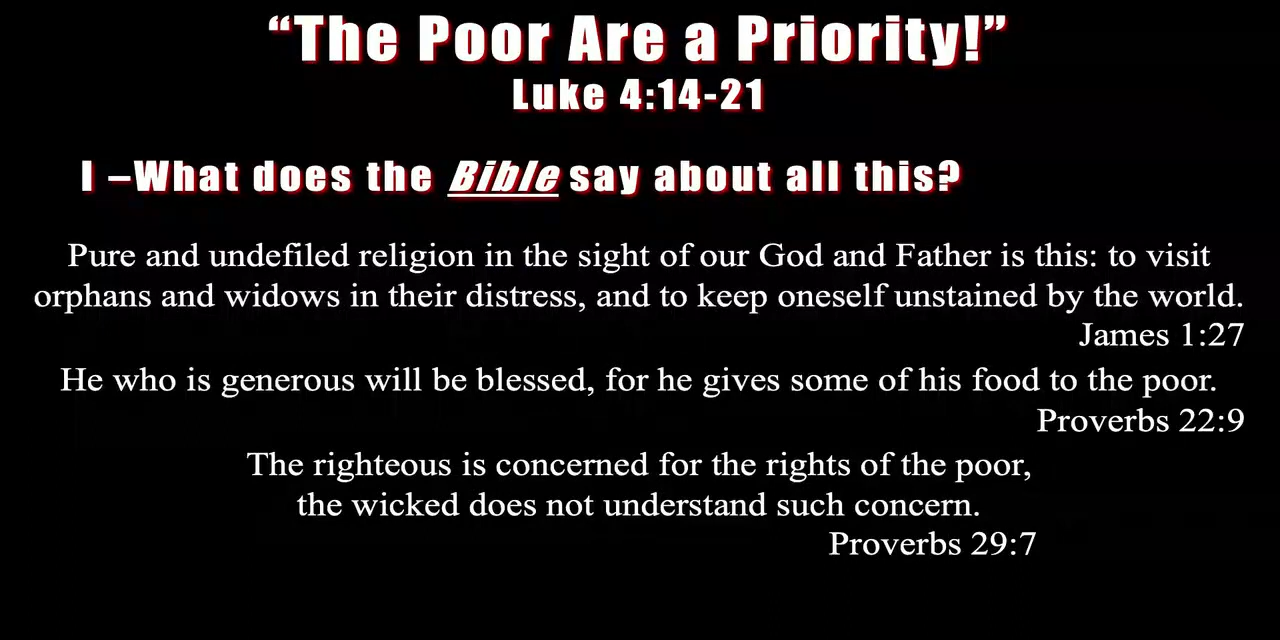 “The Poor Are a Priority!”
Luke 4:14-21
I –What does the Bible say about all this?
Pure and undefiled religion in the sight of our God and Father is this: to visit
orphans and widows in their distress, and to keep oneself unstained by the world.
James 1:27
He who is generous will be blessed, for he gives some of his food to the poor.
Proverbs 22:9
The righteous is concerned for the rights of the poor,
the wicked does not understand such concern.
Proverbs 29:7